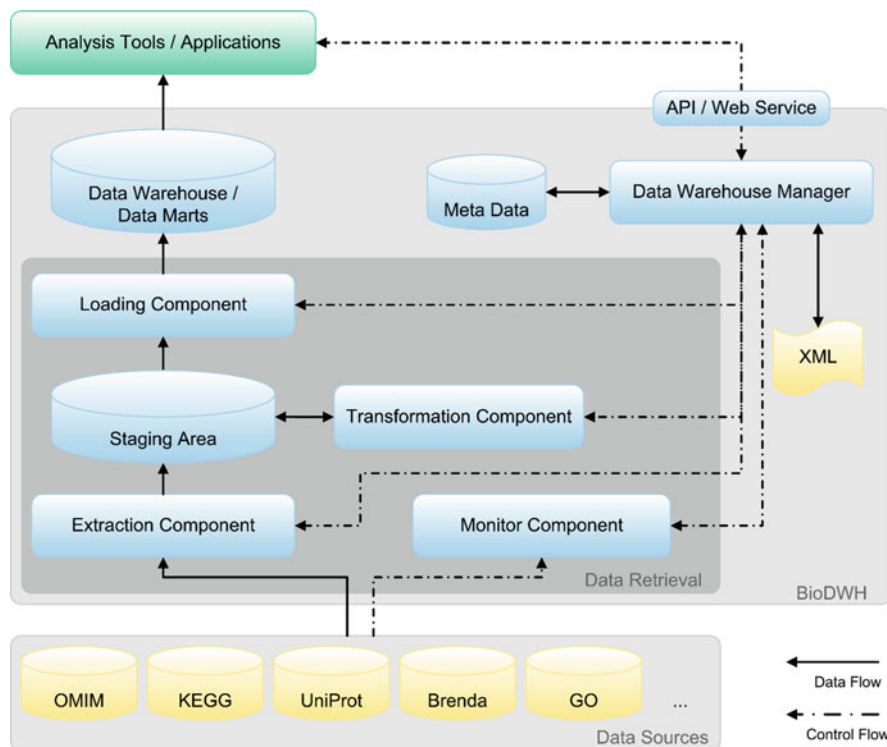 Analysis Tools / Applications
API / Web Service
Data Warehouse /
Data Marts
Meta Data
Data Warehouse Manager
Loading Component
XML
Staging Area
Transformation Component
Extraction Component
Monitor Component
Data Retrieval
BioDWH
OMIM
KEGG
UniProt
Brenda
GO
...
Data Sources
Data Flow
Control Flow